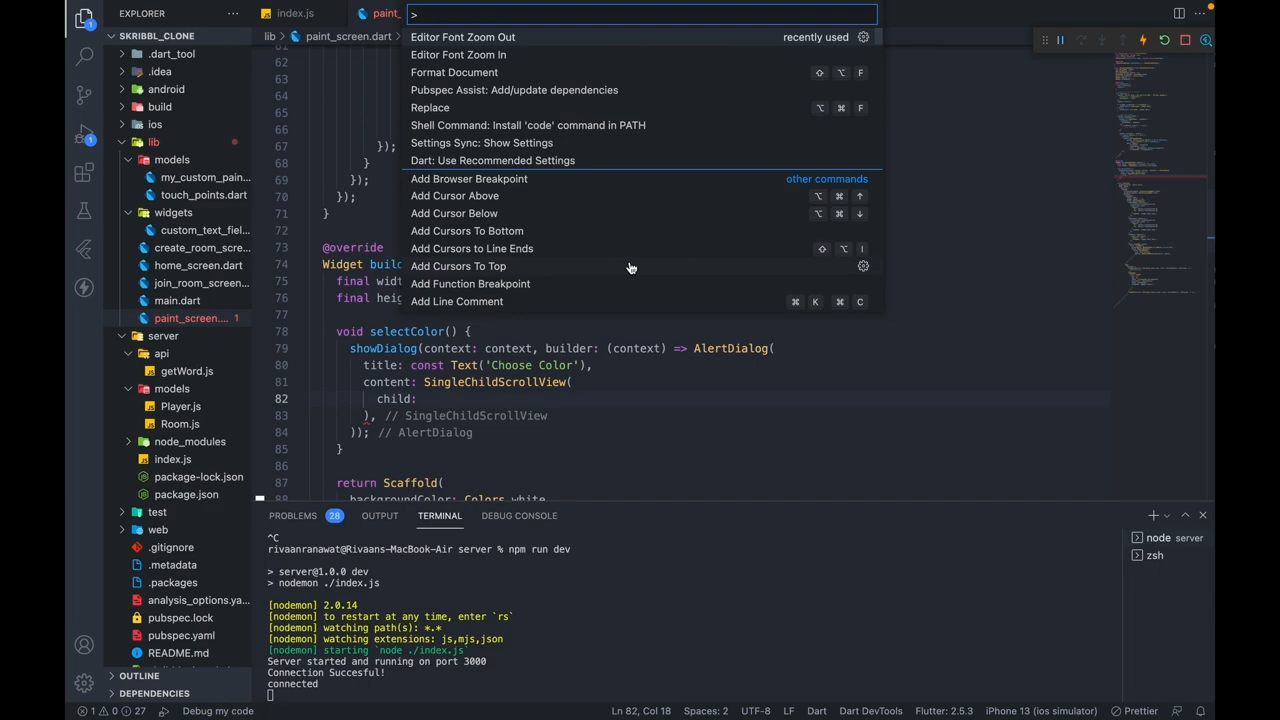 EXPLORER
SKRIBBL_CLONE
.dart_tool
.idea
android
build
ios
lib
models
my_custom_pain...
touch_points.dart
widgets
custom_text_fiel...
create_room_scre...
home_screen.dart
join_room_screen...
main.dart
paint_screen.... 1
server
api
getWord.js
models
Player.js
Room.js
node_modules
index.js
package-lock.json
package.json
test
web
.gitignore
.metadata
.packages
analysis_options.ya...
pubspec.lock
pubspec.yaml
README.md
OUTLINE
DEPENDENCIES
index.js
paint_
lib > paint_screen.dart >
>
Editor Font Zoom Out recently used
Editor Font Zoom In
Format Document ⇧ ⌥ F
Pubspec Assist: Add/update dependencies
Replace ⌥ ⌘ F
Shell Command: Install 'code' command in PATH
Settings Sync: Show Settings
Dart: Use Recommended Settings
Add Browser Breakpoint other commands
Add Cursor Above ⌥ ⌘ ↑
Add Cursor Below ⌥ ⌘ ↓
Add Cursors To Bottom
Add Cursors to Line Ends ⇧ ⌥ I
Add Cursors To Top
Add Function Breakpoint
Add Line Comment ⌘ K ⌘ C
62
63
64
65
66
67 });
68 }
69 });
70 });
71 }
72
73 @override
74 Widget buil
75 final widt
76 final heig
77
78 void selectColor() {
79 showDialog(context: context, builder: (context) => AlertDialog(
80 title: const Text('Choose Color'),
81 content: SingleChildScrollView(
82 child:
83 ), // SingleChildScrollView
84 )); // AlertDialog
85 }
86
87 return Scaffold(
88 backgroundColor: Colors.white,
PROBLEMS 28 OUTPUT TERMINAL DEBUG CONSOLE
^C
rivaanranawat@Rivaans-MacBook-Air server % npm run dev
> server@1.0.0 dev
> nodemon ./index.js
[nodemon] 2.0.14
[nodemon] to restart at any time, enter `rs`
[nodemon] watching path(s): *.*
[nodemon] watching extensions: js,mjs,json
[nodemon] starting `node ./index.js`
Server started and running on port 3000
Connection Succesful!
connected
node server
zsh
1 0 27 Debug my code Ln 82, Col 18 Spaces: 2 UTF-8 LF Dart Dart DevTools Flutter: 2.5.3 iPhone 13 (ios simulator) Prettier